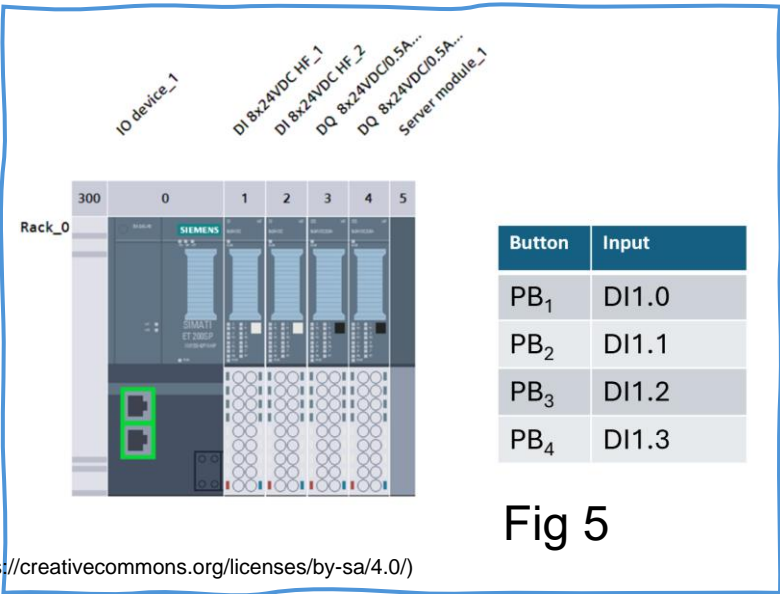 IO device_1
DI 8x24VDC HF_1
DI 8x24VDC HF_2
DQ 8x24VDC/0.5A...
DQ 8x24VDC/0.5A...
Server module_1
300 0 1 2 3 4 5
Rack_0
SIEMENS
SIMATI
ET 200SP
Button Input
PB₁ DI1.0
PB₂ DI1.1
PB₃ DI1.2
PB₄ DI1.3
Fig 5
://creativecommons.org/licenses/by-sa/4.0/)